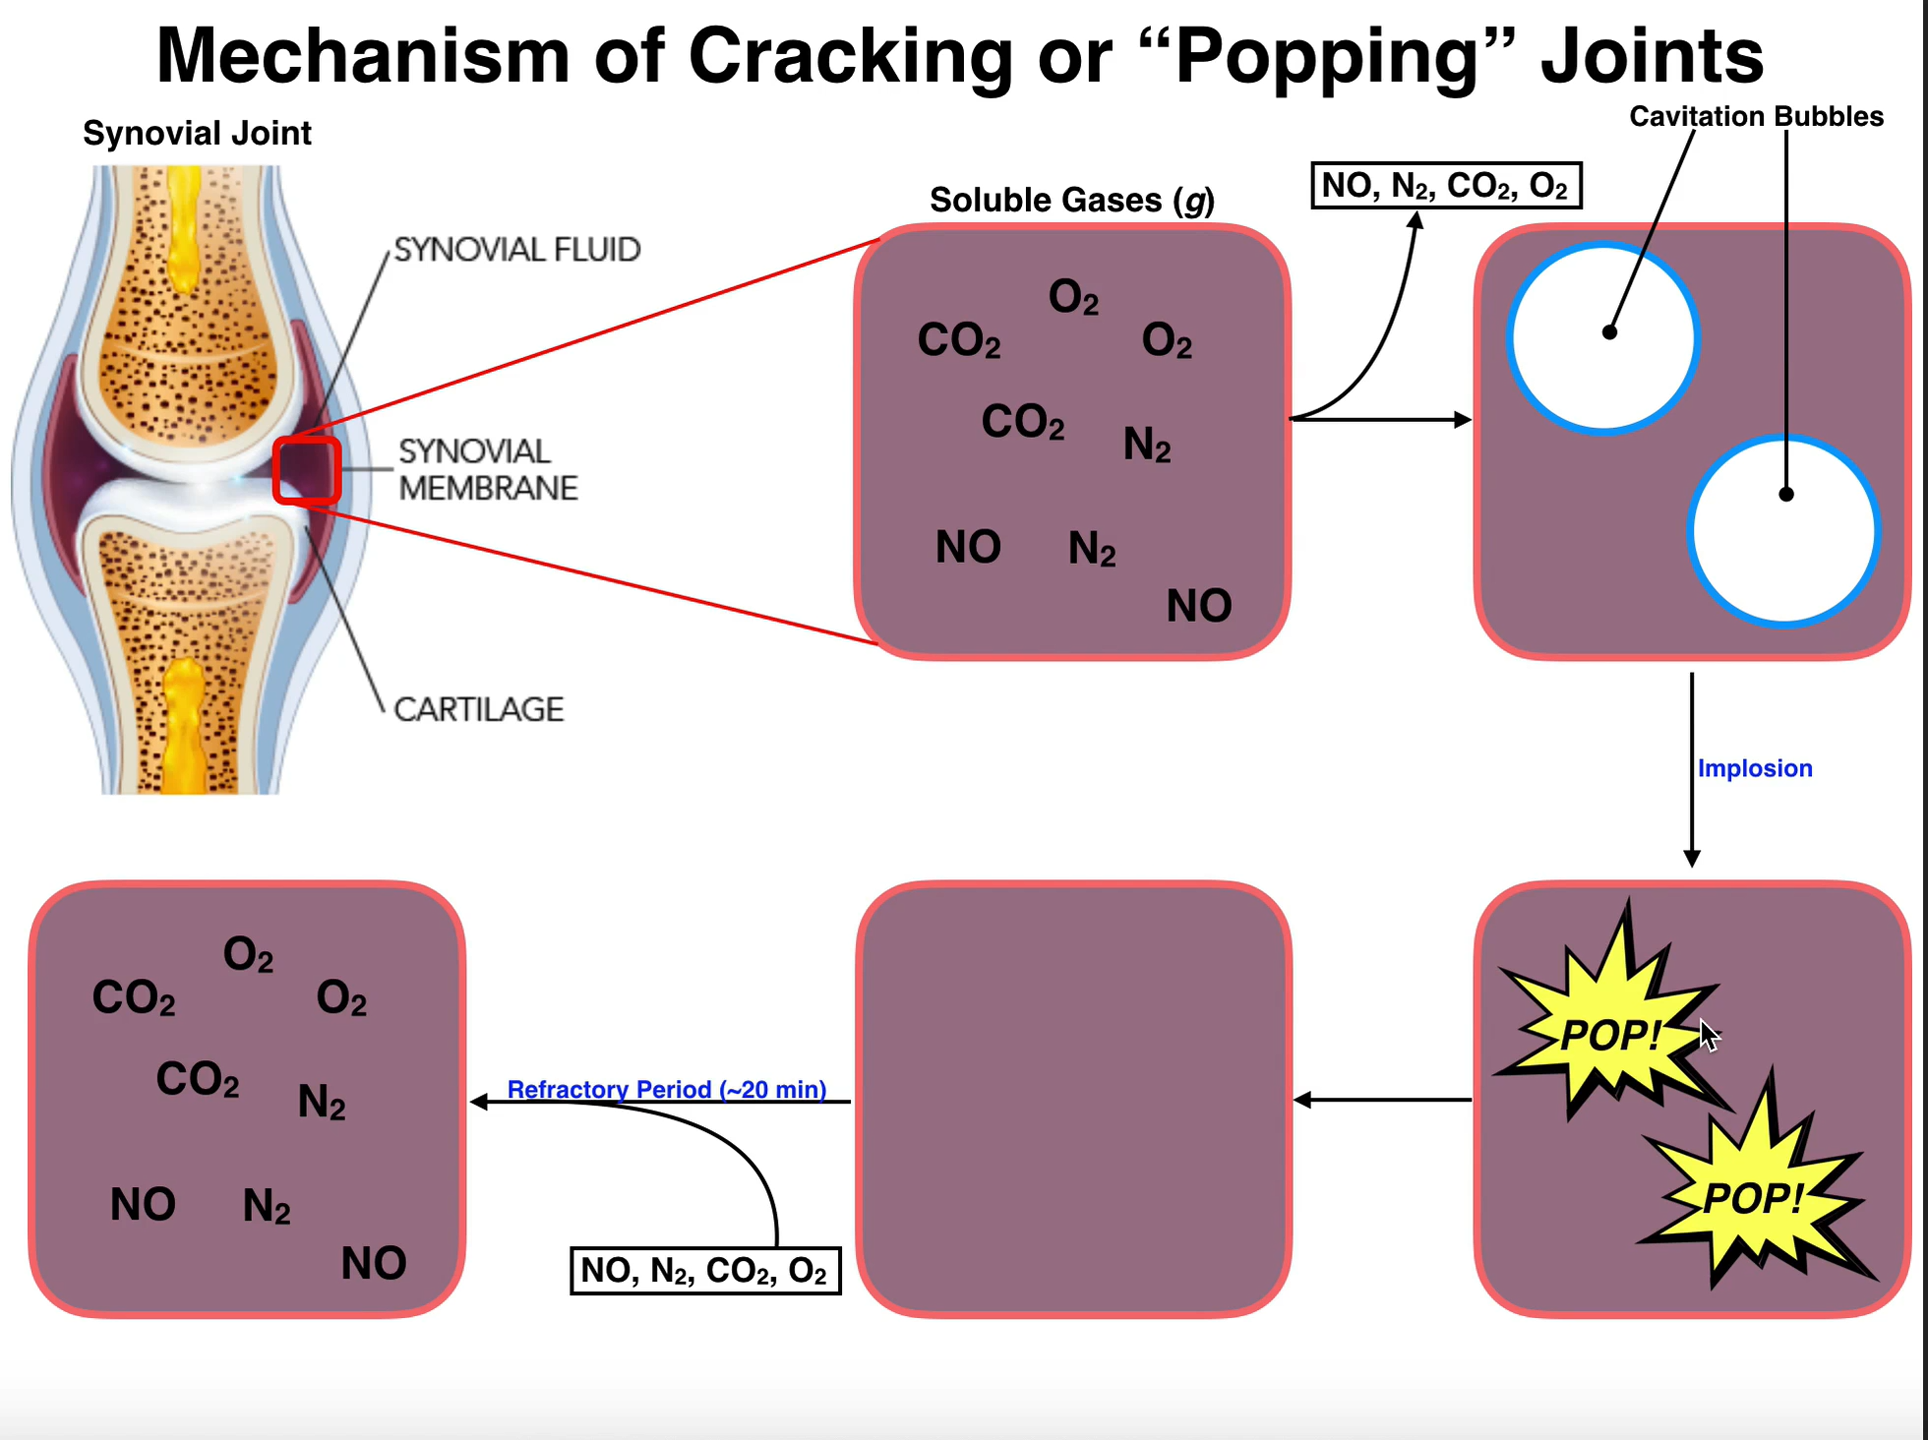 Mechanism of Cracking or “Popping” Joints
Synovial Joint
SYNOVIAL FLUID
SYNOVIAL
MEMBRANE
CARTILAGE
Soluble Gases (g)
O₂
CO₂
O₂
CO₂
N₂
NO
N₂
NO
NO, N₂, CO₂, O₂
Cavitation Bubbles
Implosion
POP!
POP!
Refractory Period (~20 min)
NO, N₂, CO₂, O₂
O₂
CO₂
O₂
CO₂
N₂
NO
N₂
NO